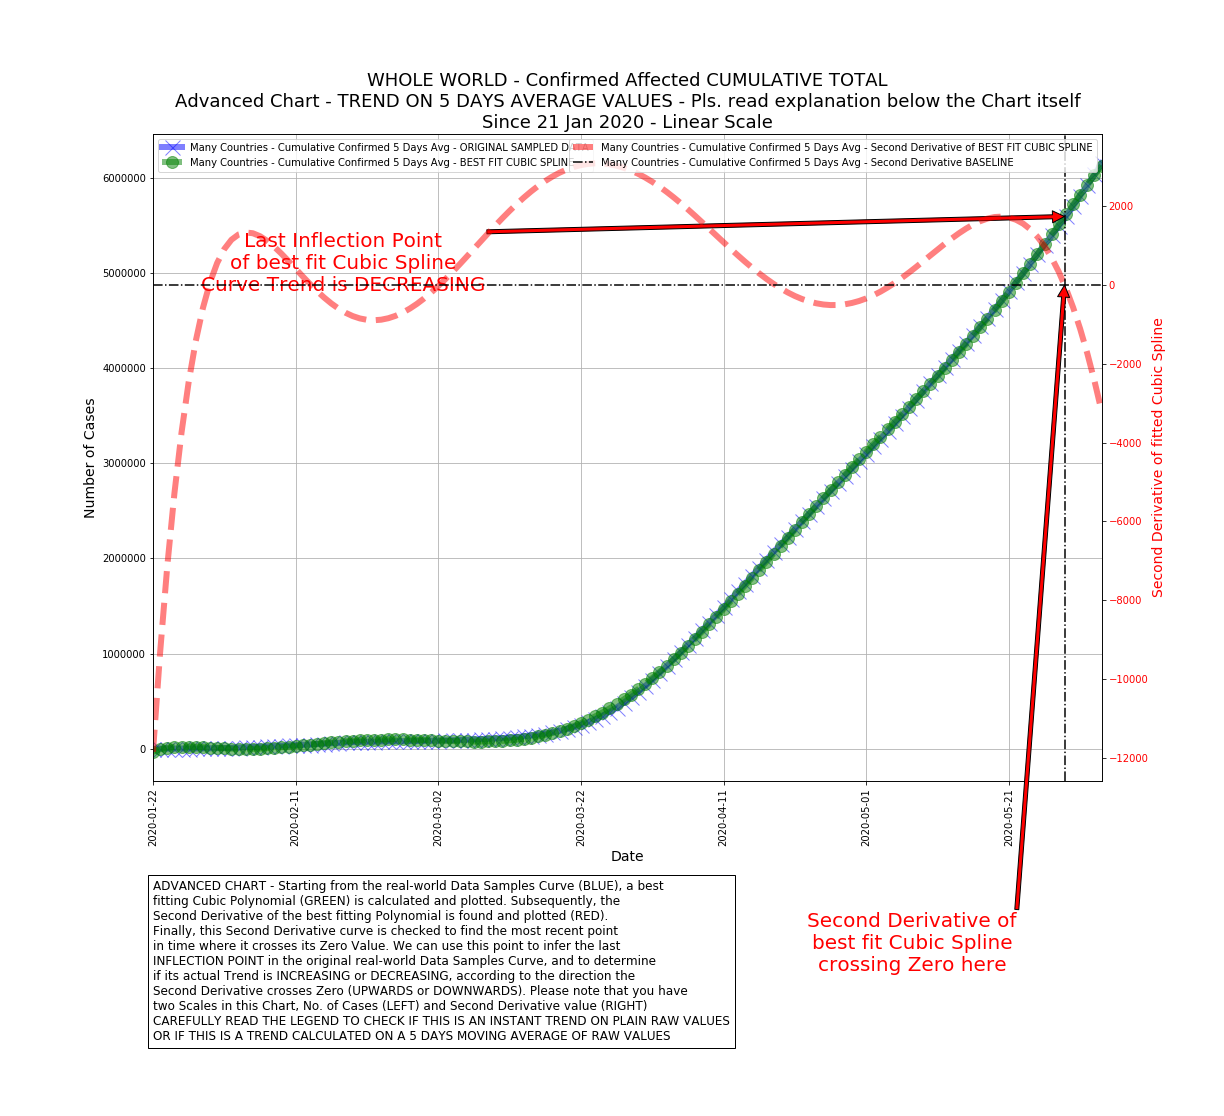 WHOLE WORLD - Confirmed Affected CUMULATIVE TOTAL
Advanced Chart - TREND ON 5 DAYS AVERAGE VALUES - Pls. read explanation below the Chart itself
Since 21 Jan 2020 - Linear Scale
Many Countries - Cumulative Confirmed 5 Days Avg - ORIGINAL SAMPLED DATA
Many Countries - Cumulative Confirmed 5 Days Avg - BEST FIT CUBIC SPLINE
Many Countries - Cumulative Confirmed 5 Days Avg - Second Derivative of BEST FIT CUBIC SPLINE
Many Countries - Cumulative Confirmed 5 Days Avg - Second Derivative BASELINE
Last Inflection Point
of best fit Cubic Spline
Curve Trend is DECREASING
Number of Cases
6000000
5000000
4000000
3000000
2000000
1000000
0
2000
0
−2000
−4000
−6000
−8000
−10000
−12000
Second Derivative of fitted Cubic Spline
2020-01-22
2020-02-11
2020-03-02
2020-03-22
2020-04-11
2020-05-01
2020-05-21
Date
ADVANCED CHART - Starting from the real-world Data Samples Curve (BLUE), a best
fitting Cubic Polynomial (GREEN) is calculated and plotted. Subsequently, the
Second Derivative of the best fitting Polynomial is found and plotted (RED).
Finally, this Second Derivative curve is checked to find the most recent point
in time where it crosses its Zero Value. We can use this point to infer the last
INFLECTION POINT in the original real-world Data Samples Curve, and to determine
if its actual Trend is INCREASING or DECREASING, according to the direction the
Second Derivative crosses Zero (UPWARDS or DOWNWARDS). Please note that you have
two Scales in this Chart, No. of Cases (LEFT) and Second Derivative value (RIGHT)
CAREFULLY READ THE LEGEND TO CHECK IF THIS IS AN INSTANT TREND ON PLAIN RAW VALUES
OR IF THIS IS A TREND CALCULATED ON A 5 DAYS MOVING AVERAGE OF RAW VALUES
Second Derivative of
best fit Cubic Spline
crossing Zero here